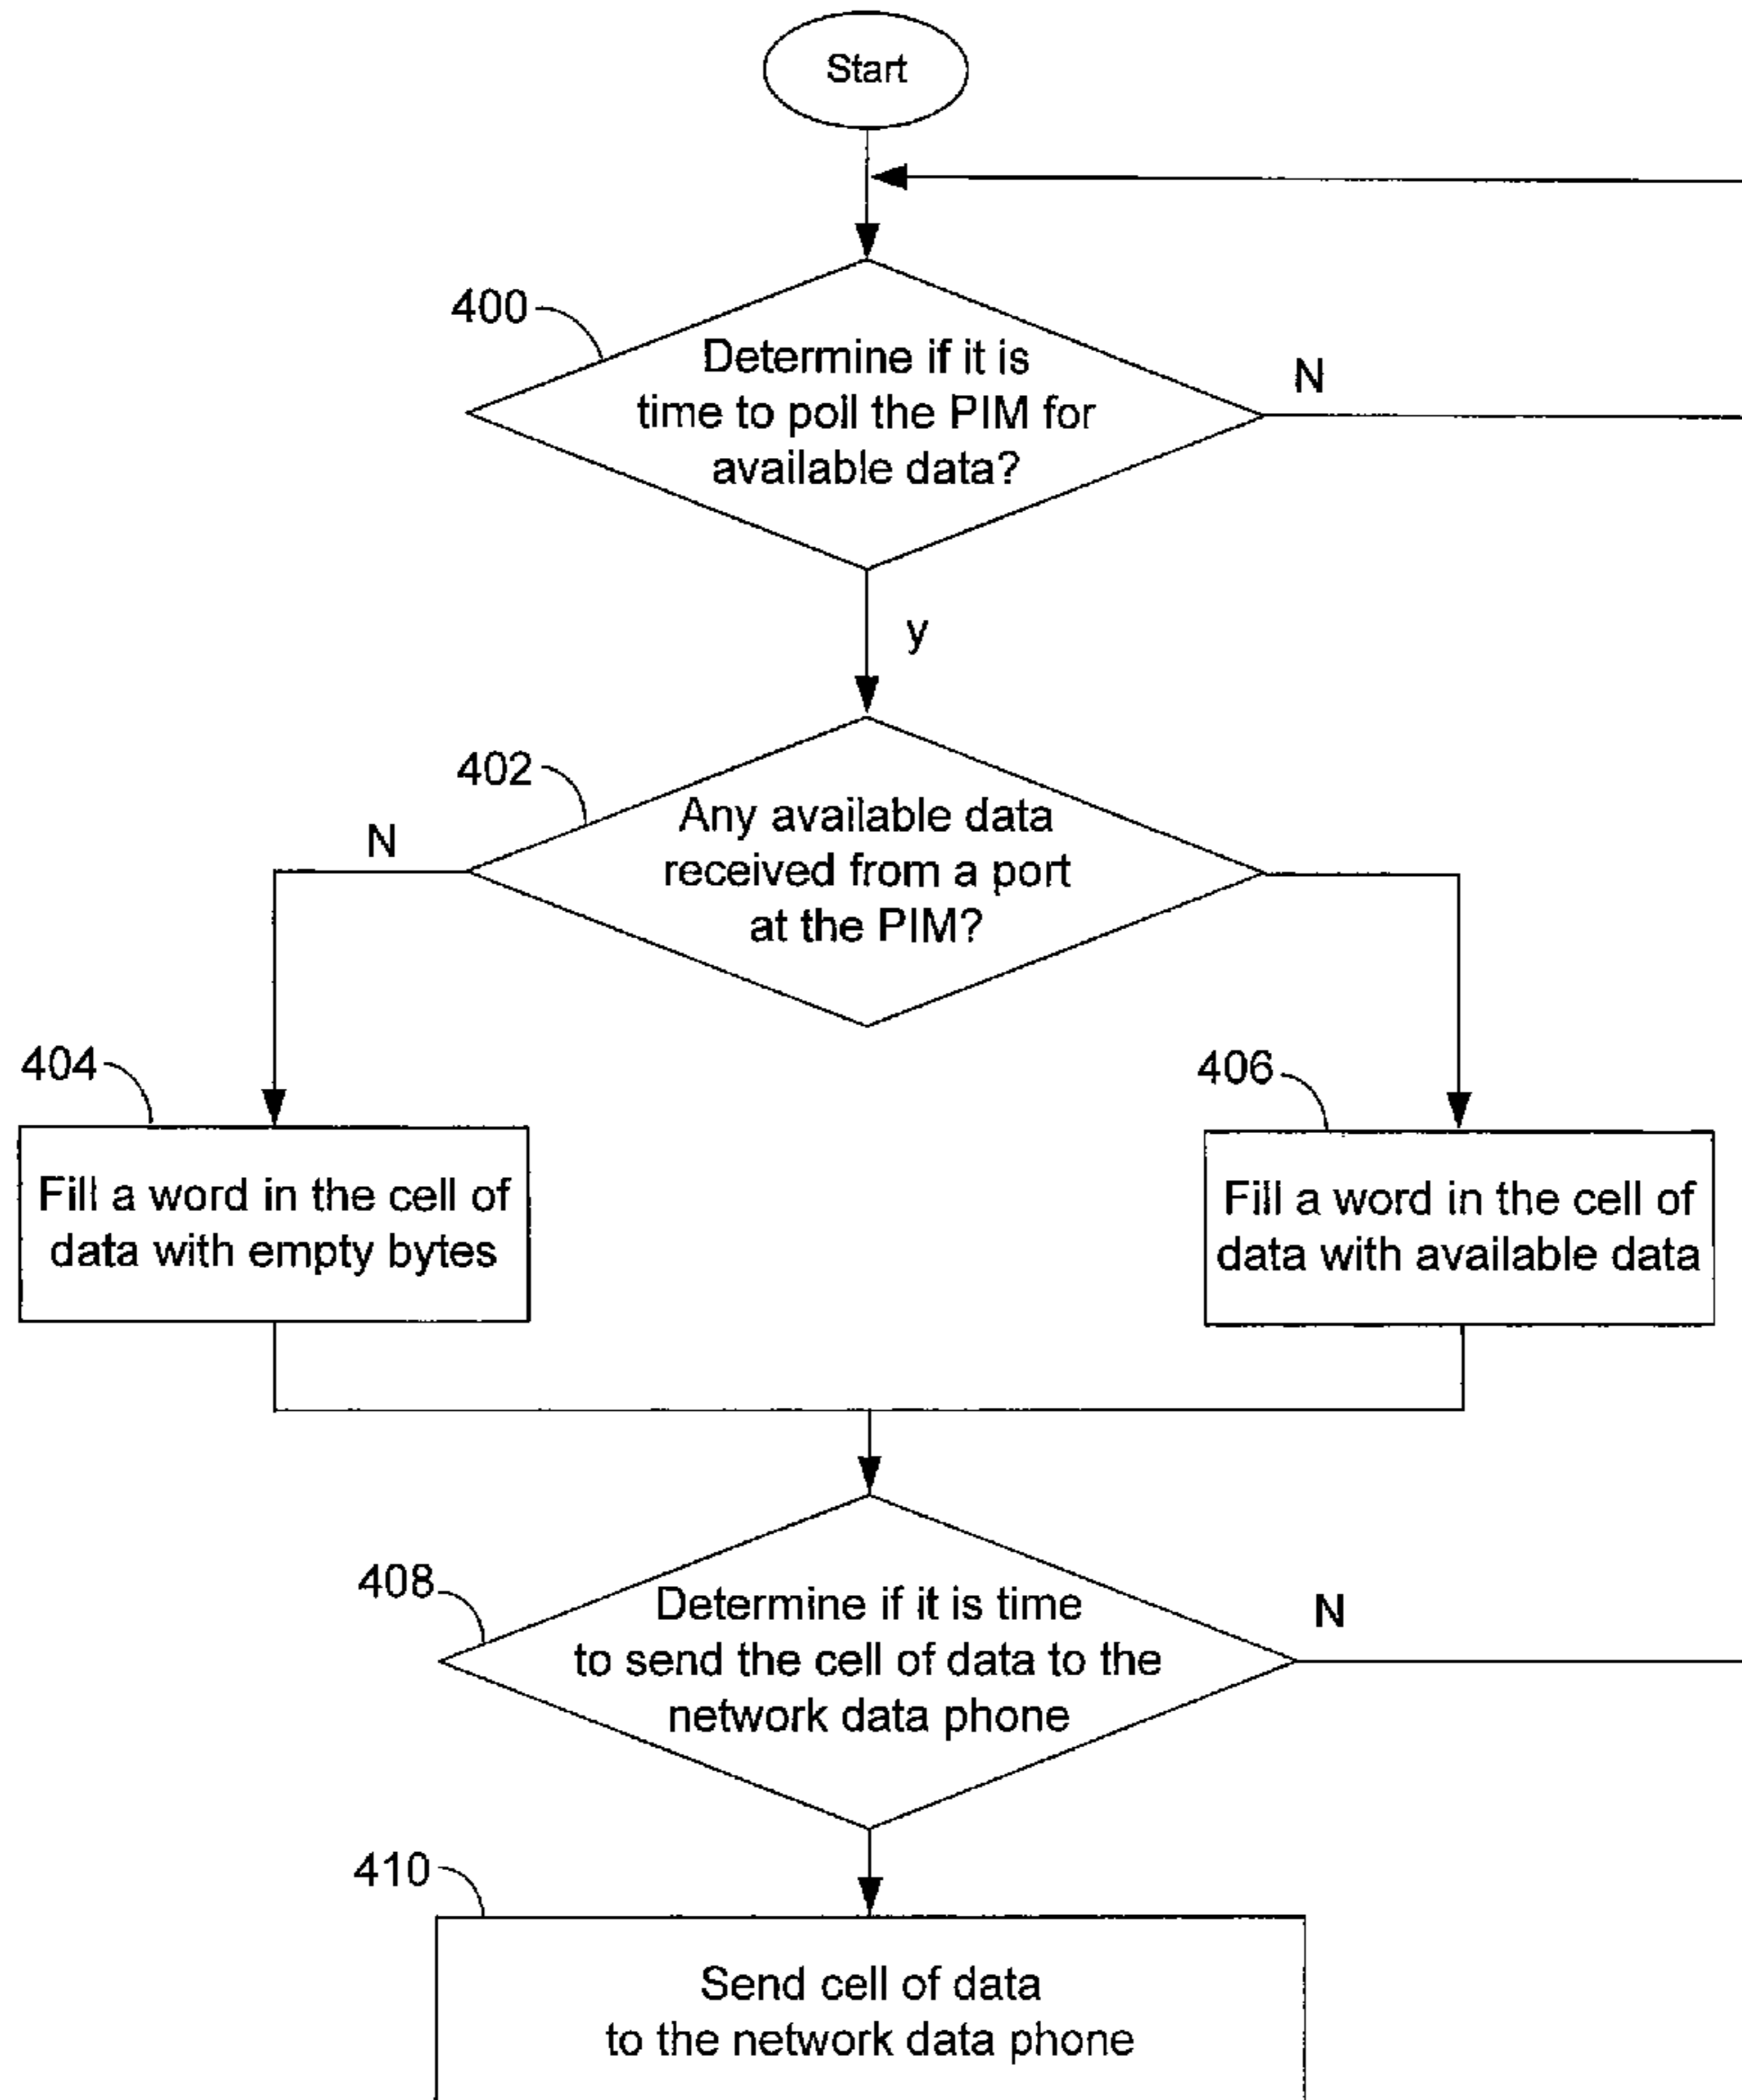 Start
400
Determine if it is
time to poll the PIM for
available data?
N
y
402
Any available data
received from a port
at the PIM?
N
404
Fill a word in the cell of
data with empty bytes
406
Fill a word in the cell of
data with available data
408
Determine if it is time
to send the cell of data to the
network data phone
N
410
Send cell of data
to the network data phone